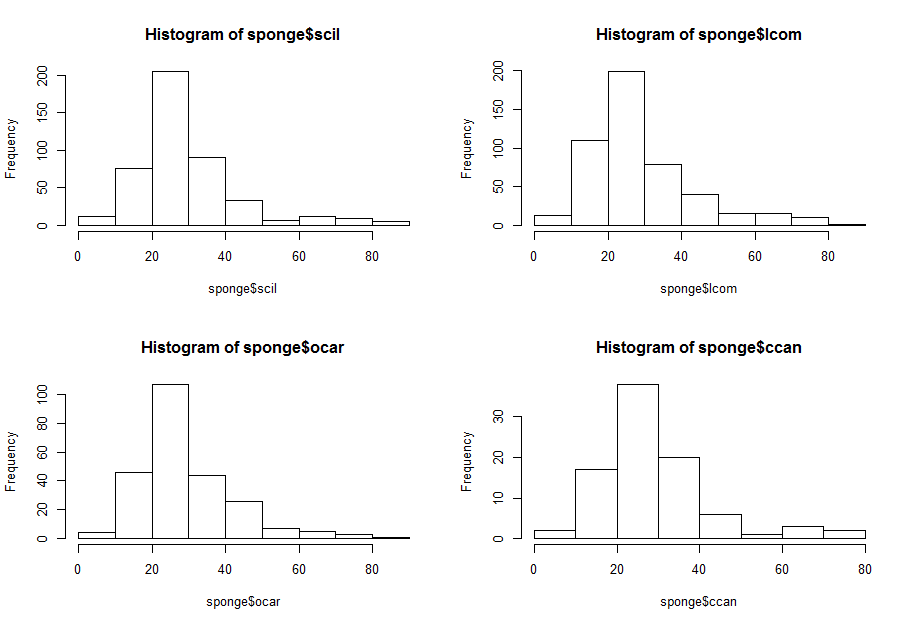 Histogram of sponge$scil
Frequency
0 50 100 150 200
0 20 40 60 80
sponge$scil
Histogram of sponge$lcom
Frequency
0 50 100 150 200
0 20 40 60 80
sponge$lcom
Histogram of sponge$ocar
Frequency
0 20 40 60 80 100
0 20 40 60 80
sponge$ocar
Histogram of sponge$ccan
Frequency
0 10 20 30
0 20 40 60 80
sponge$ccan